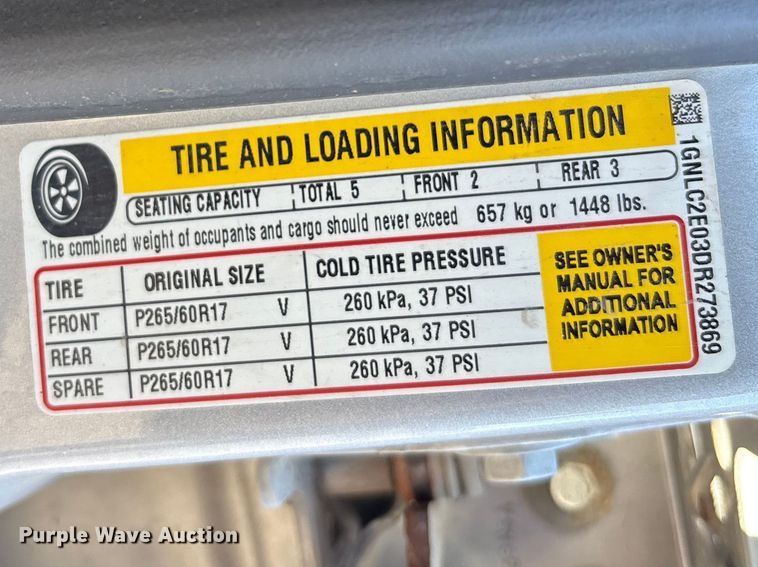 TIRE AND LOADING INFORMATION
SEATING CAPACITY TOTAL 5 FRONT 2 REAR 3
The combined weight of occupants and cargo should never exceed 657 kg or 1448 lbs.
TIRE ORIGINAL SIZE COLD TIRE PRESSURE
FRONT P265/60R17 V 260 kPa, 37 PSI
REAR P265/60R17 V 260 kPa, 37 PSI
SPARE P265/60R17 V 260 kPa, 37 PSI
SEE OWNER'S
MANUAL FOR
ADDITIONAL
INFORMATION
1GNLC2E03DR273869
Purple Wave Auction